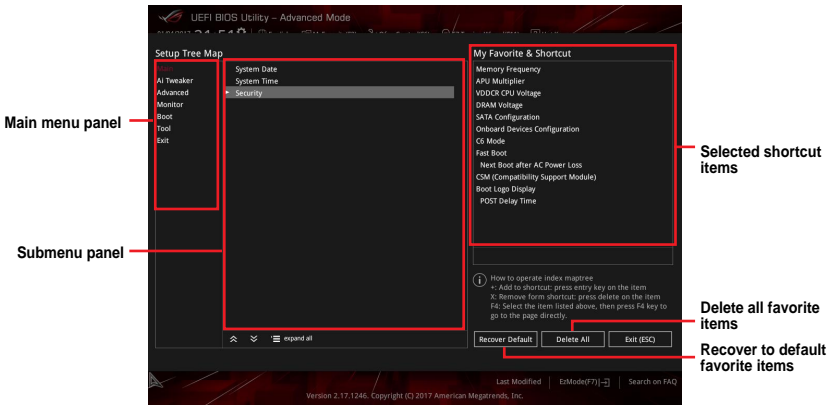 UEFI BIOS Utility – Advanced Mode
Setup Tree Map
Main
Ai Tweaker
Advanced
Monitor
Boot
Tool
Exit
System Date
System Time
Security
expand all
My Favorite & Shortcut
Memory Frequency
APU Multiplier
VDDCR CPU Voltage
DRAM Voltage
SATA Configuration
Onboard Devices Configuration
C6 Mode
Fast Boot
Next Boot after AC Power Loss
CSM (Compatibility Support Module)
Boot Logo Display
POST Delay Time
How to operate index maptree
+: Add to shortcut: press entry key on the item
X: Remove form shortcut: press delete on the item
F4: Select the item listed above, then press F4 key to
go to the page directly.
Recover Default
Delete All
Exit (ESC)
Last Modified
EzMode(F7)
Search on FAQ
Version 2.17.1246. Copyright (C) 2017 American Megatrends, Inc.
Main menu panel
Submenu panel
Selected shortcut
items
Delete all favorite
items
Recover to default
favorite items